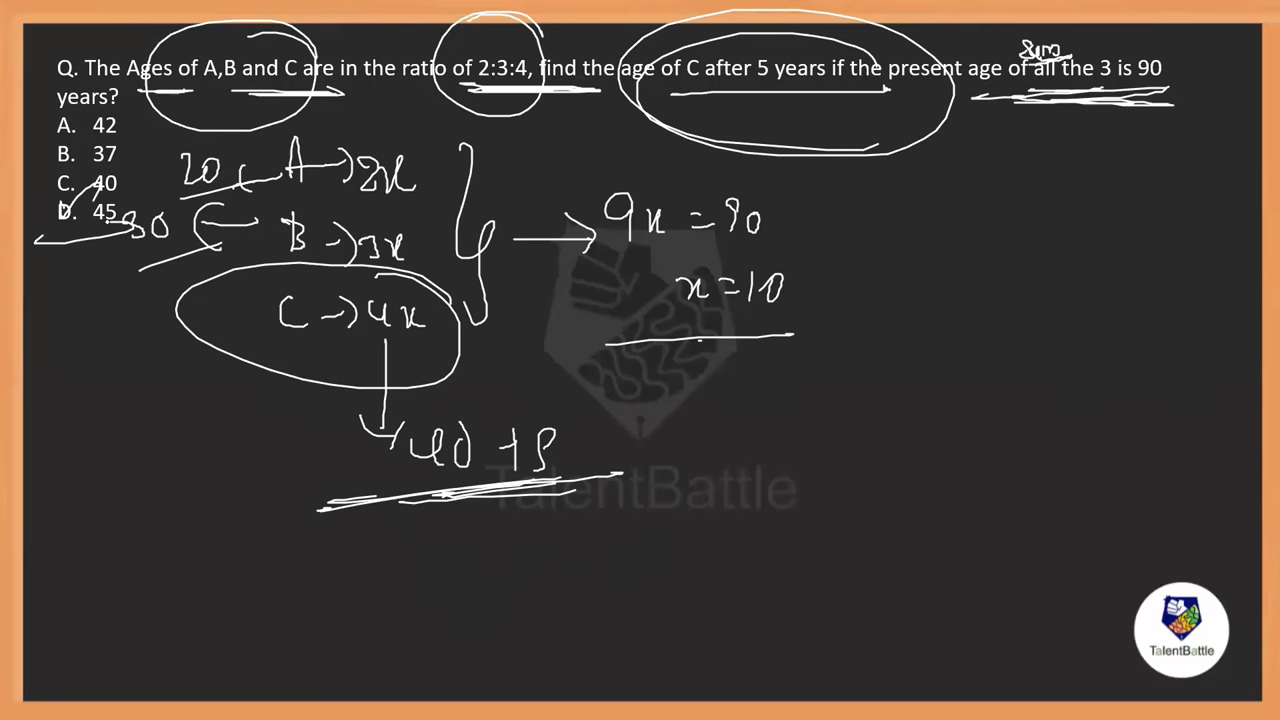 sum
Q. The Ages of A,B and C are in the ratio of 2:3:4, find the age of C after 5 years if the present age of all the 3 is 90
years?
A. 42
B. 37
C. 40
D. 45
20 A → 2x
30 B → 3x
C → 4x
9x = 90
x = 10
40 + 5
TalentBattle
TalentBattle